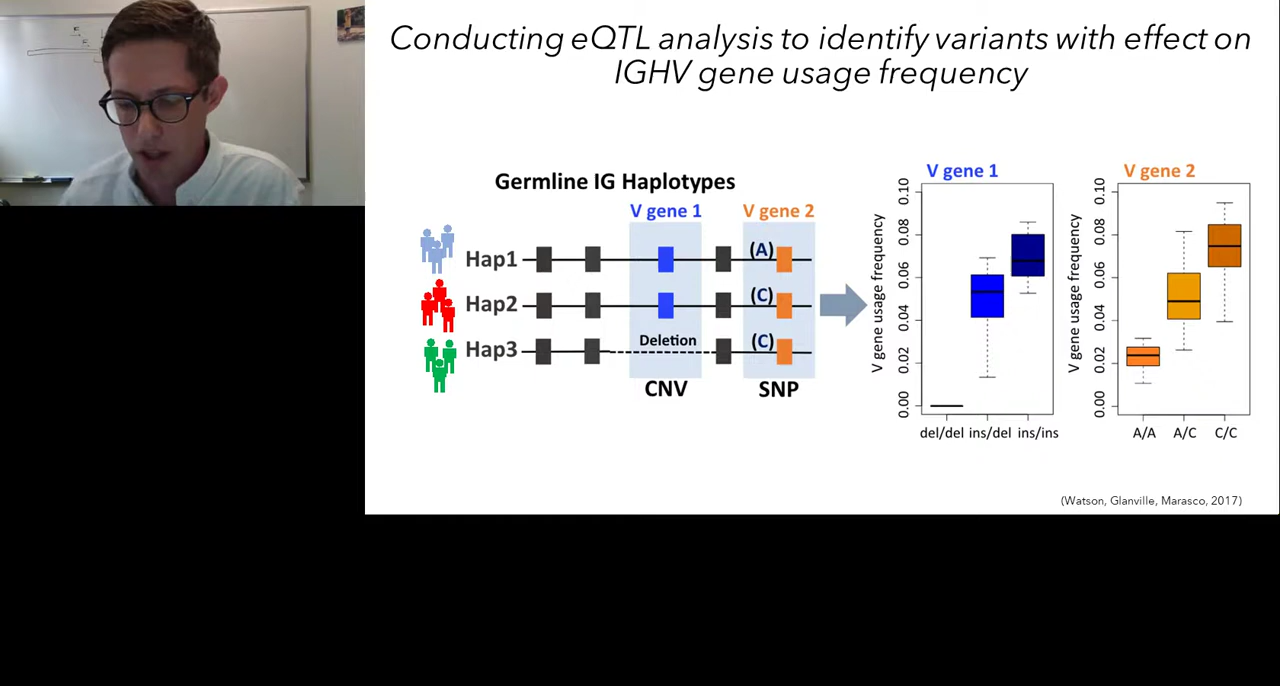 Conducting eQTL analysis to identify variants with effect on
IGHV gene usage frequency
Germline IG Haplotypes
V gene 1
V gene 2
Hap1
(A)
Hap2
(C)
Hap3
Deletion
(C)
CNV
SNP
V gene 1
V gene usage frequency
0.10
0.08
0.06
0.04
0.02
0.00
del/del ins/del ins/ins
V gene 2
V gene usage frequency
0.10
0.08
0.06
0.04
0.02
0.00
A/A A/C C/C
(Watson, Glanville, Marasco, 2017)